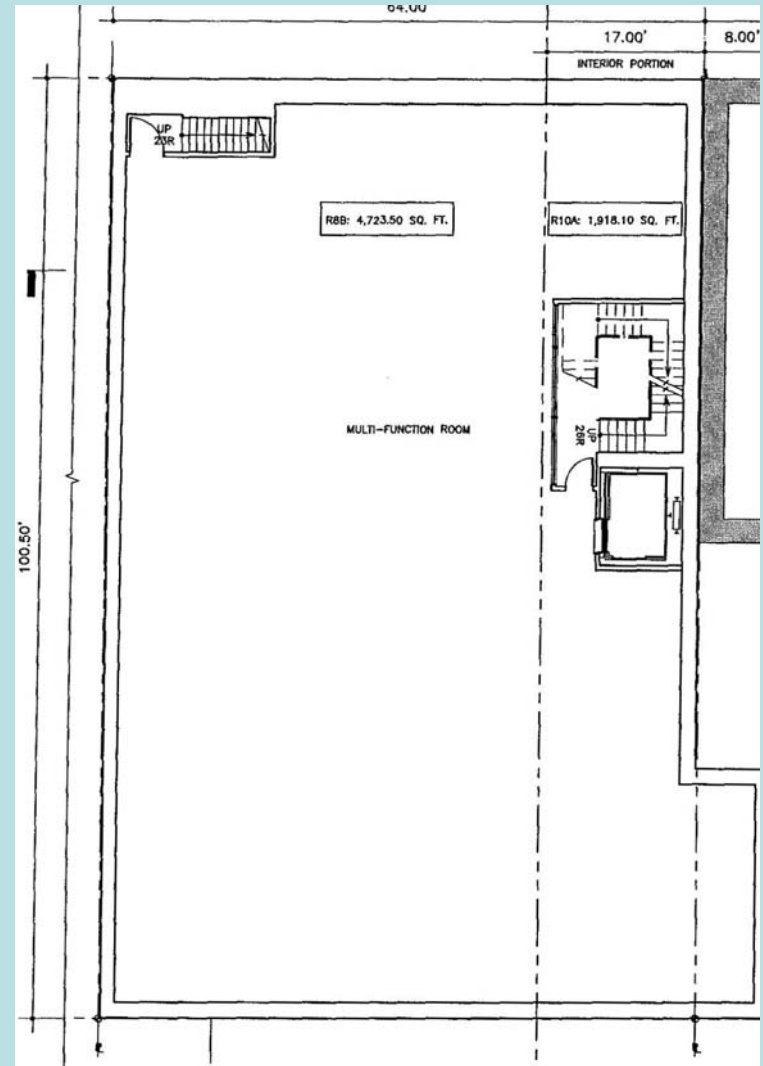 64.00'
17.00' 8.00'
INTERIOR PORTION
UP
23R
R8B: 4,723.50 SQ. FT. R10A: 1,918.10 SQ. FT.
MULTI-FUNCTION ROOM
UP
26R
100.50'